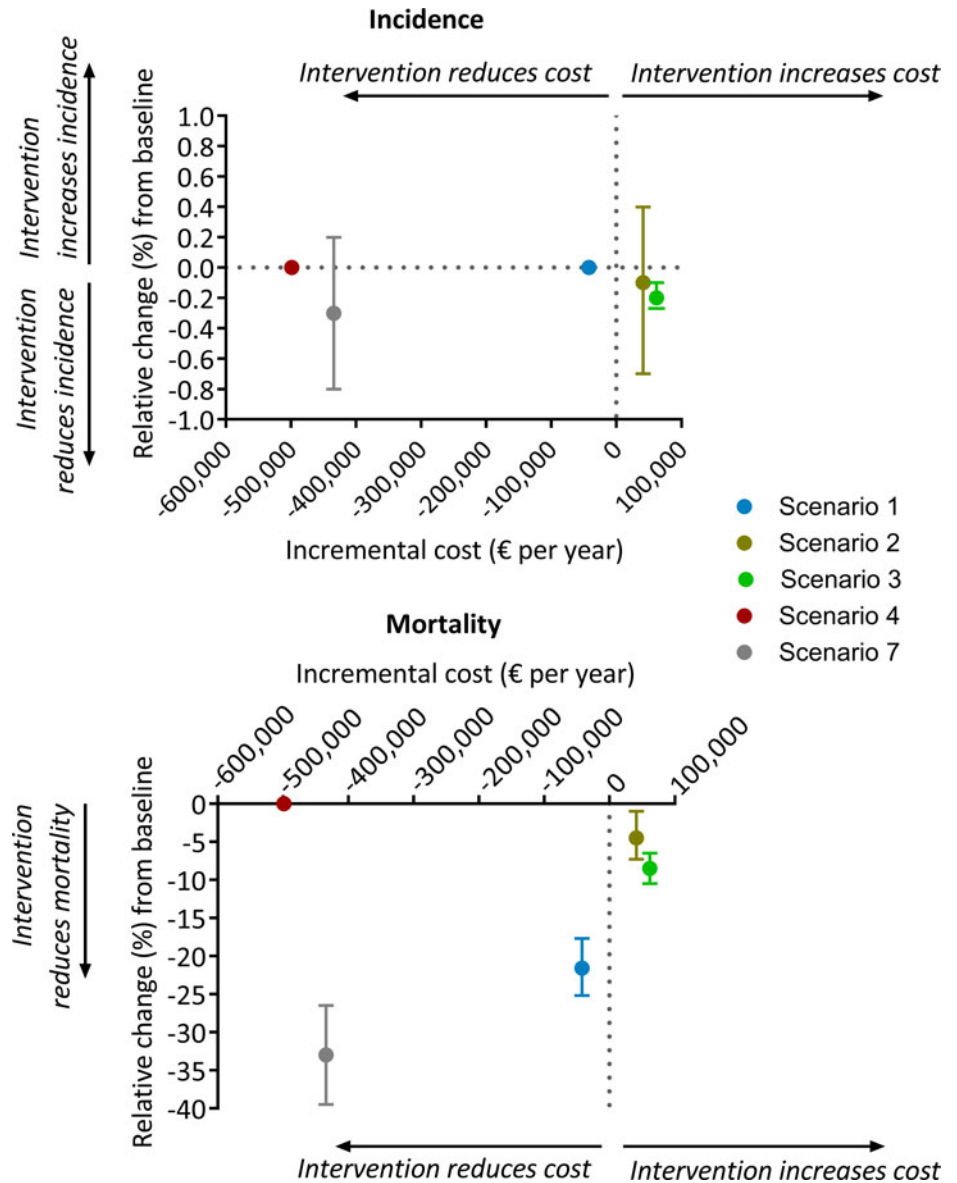 Incidence
Intervention reduces cost
Intervention increases cost
Intervention
increases incidence
Intervention
reduces incidence
Relative change (%) from baseline
1.0
0.8
0.6
0.4
0.2
0.0
-0.2
-0.4
-0.6
-0.8
-1.0
-600,000
-500,000
-400,000
-300,000
-200,000
-100,000
0
100,000
Incremental cost (€ per year)
Scenario 1
Scenario 2
Scenario 3
Scenario 4
Scenario 7
Mortality
Incremental cost (€ per year)
-600,000
-500,000
-400,000
-300,000
-200,000
-100,000
0
100,000
Intervention
reduces mortality
Relative change (%) from baseline
0
-5
-10
-15
-20
-25
-30
-35
-40
Intervention reduces cost
Intervention increases cost